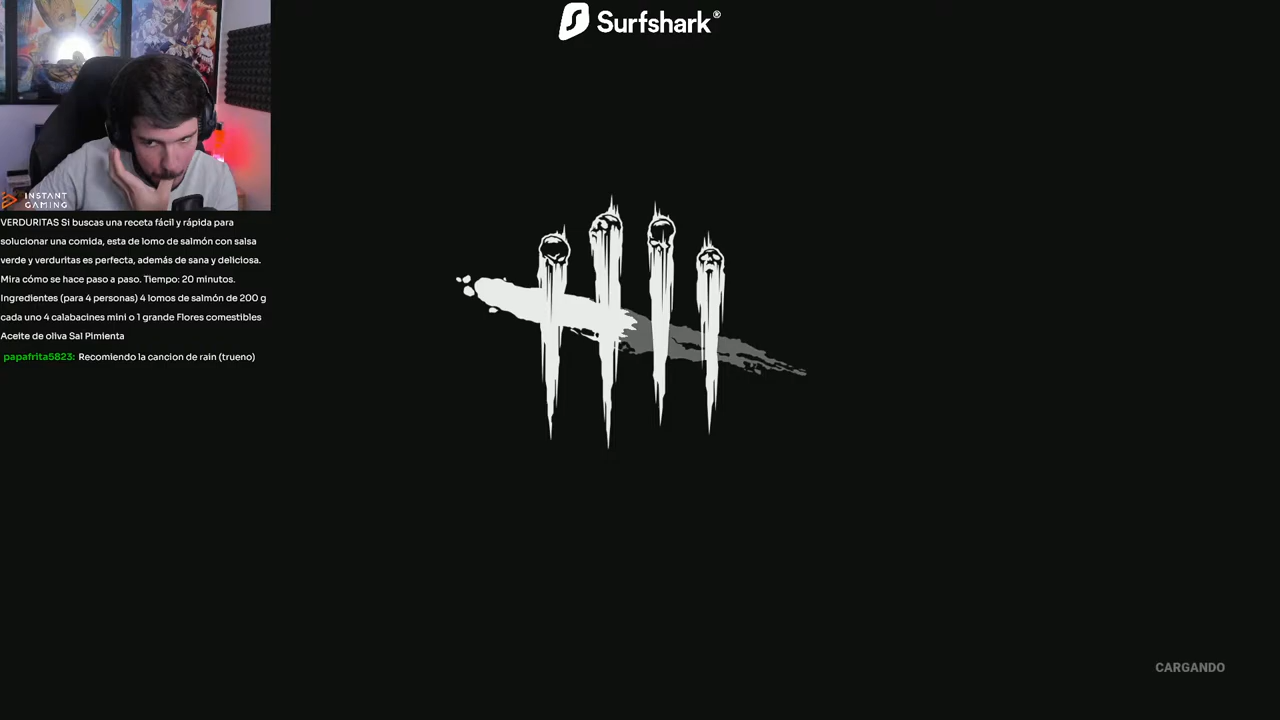 Surfshark®
INSTANT
GAMING
VERDURITAS Si buscas una receta fácil y rápida para
solucionar una comida, esta de lomo de salmón con salsa
verde y verduritas es perfecta, además de sana y deliciosa.
Mira cómo se hace paso a paso. Tiempo: 20 minutos.
Ingredientes (para 4 personas) 4 lomos de salmón de 200 g
cada uno 4 calabacines mini o 1 grande Flores comestibles
Aceite de oliva Sal Pimienta
papafrita5823: Recomiendo la cancion de rain (trueno)
CARGANDO